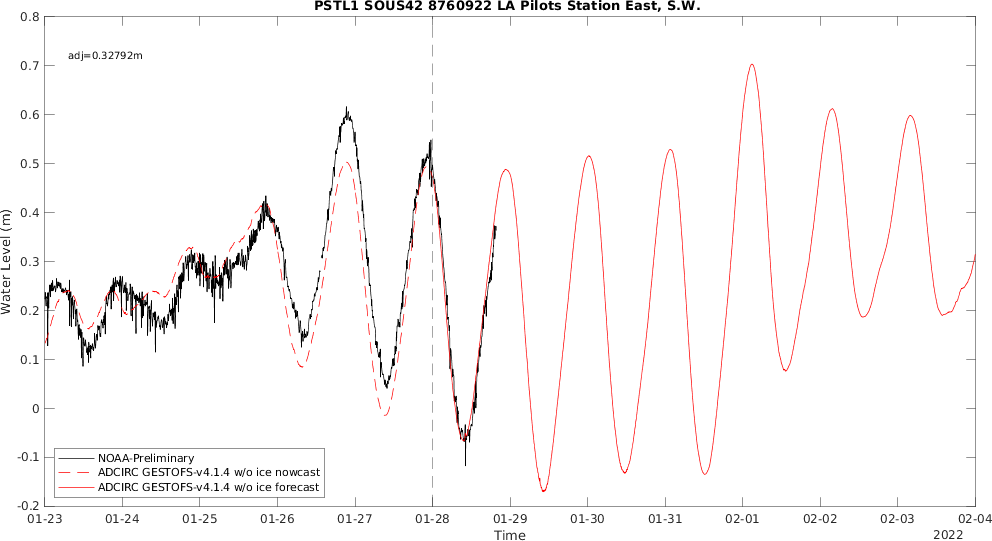 PSTL1 SOUS42 8760922 LA Pilots Station East, S.W.
adj=0.32792m
0.8
0.7
0.6
0.5
0.4
0.3
0.2
0.1
0
-0.1
-0.2
Water Level (m)
NOAA-Preliminary
ADCIRC GESTOFS-v4.1.4 w/o ice nowcast
ADCIRC GESTOFS-v4.1.4 w/o ice forecast
01-23 01-24 01-25 01-26 01-27 01-28 01-29 01-30 01-31 02-01 02-02 02-03 02-04
Time
2022